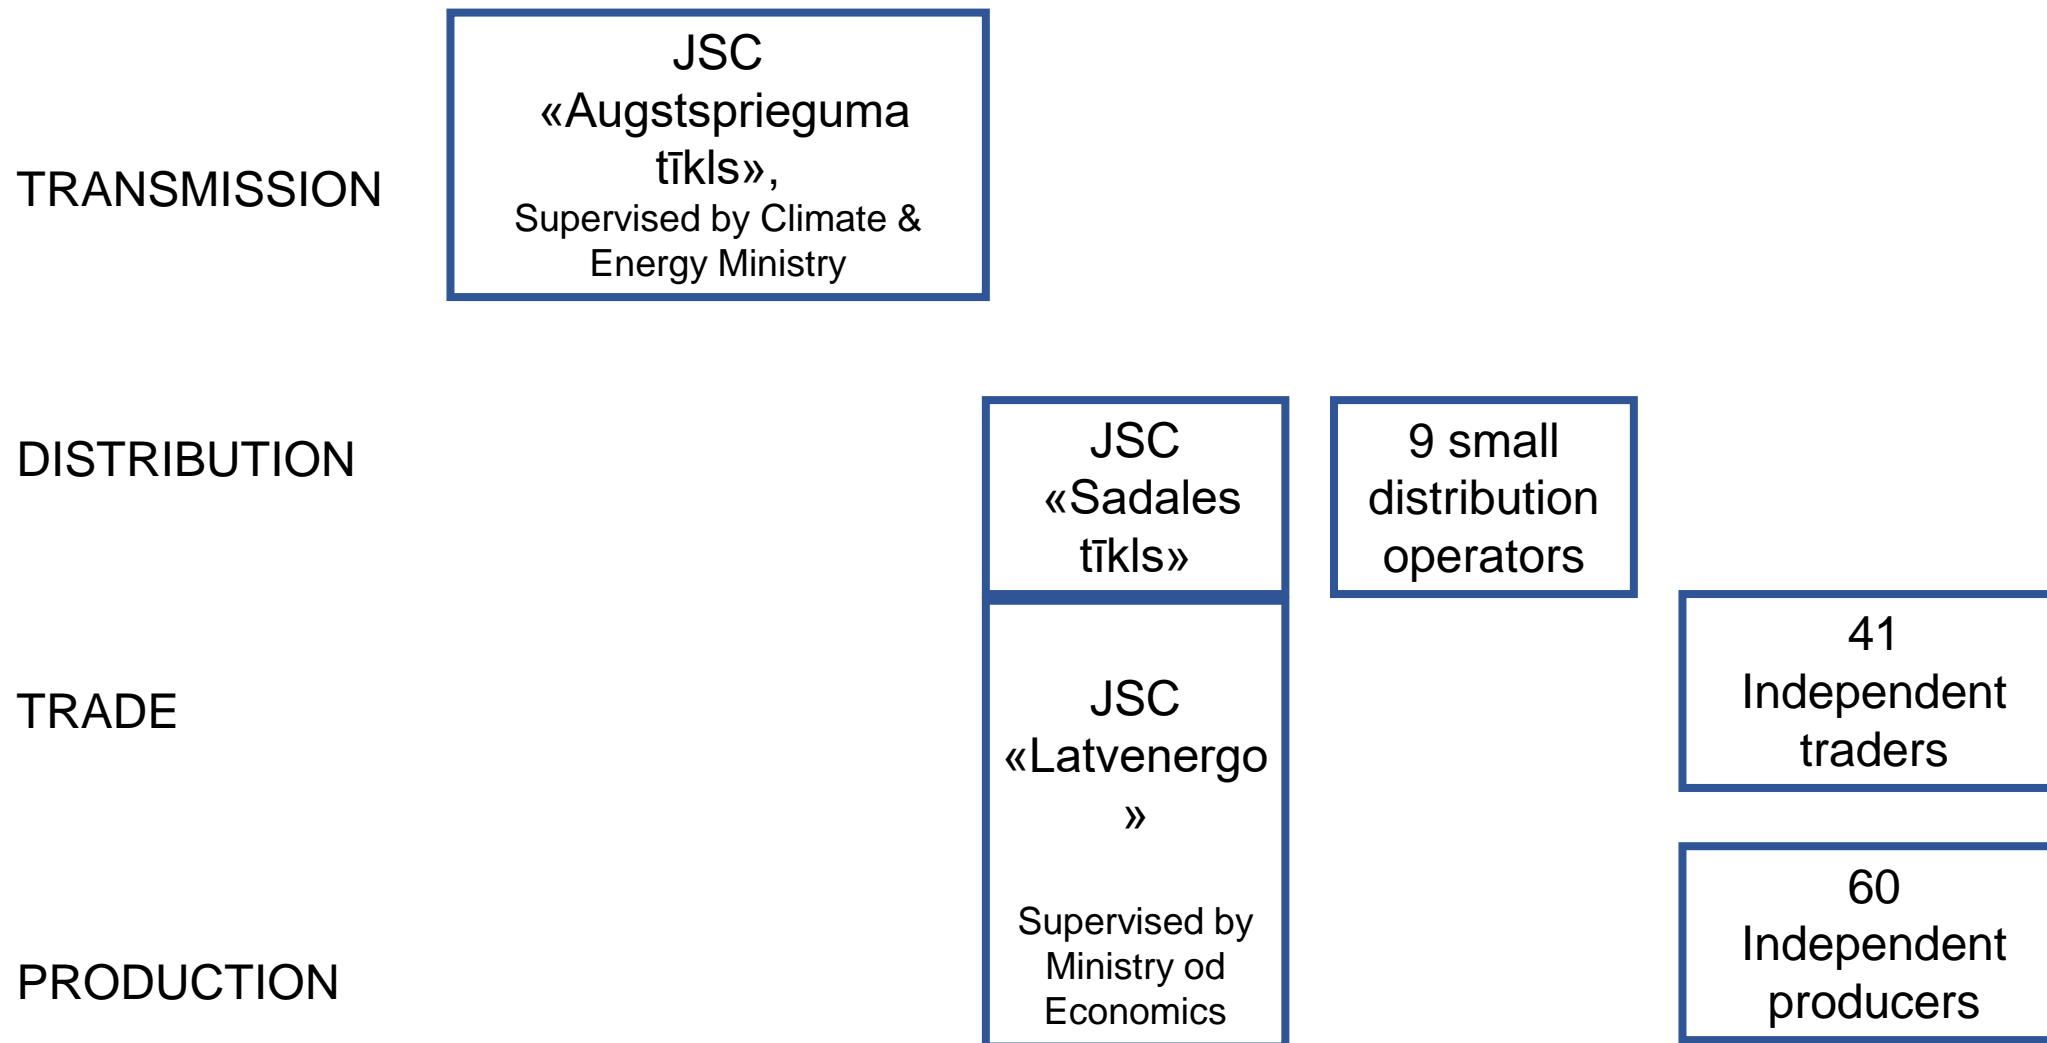 TRANSMISSION
JSC
«Augstsprieguma
tīkls»,
Supervised by Climate &
Energy Ministry
DISTRIBUTION
JSC
«Sadales
tīkls»
9 small
distribution
operators
TRADE
JSC
«Latvenergo
»
41
Independent
traders
PRODUCTION
Supervised by
Ministry od
Economics
60
Independent
producers